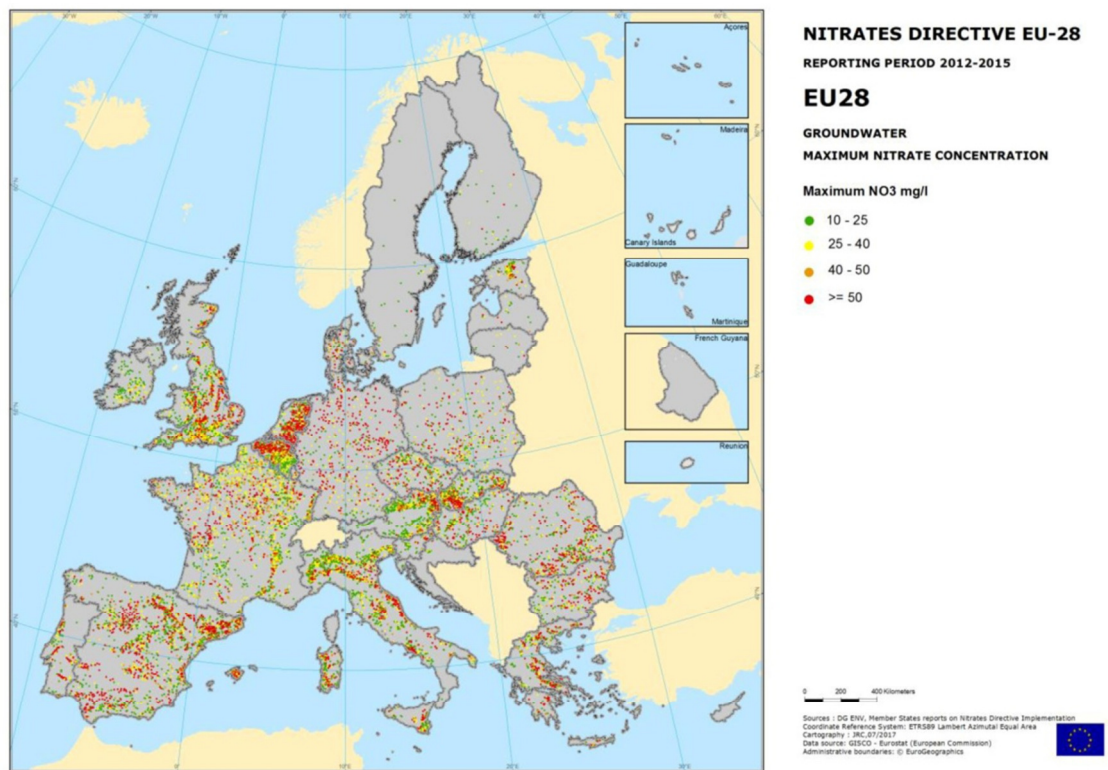 NITRATES DIRECTIVE EU-28
REPORTING PERIOD 2012-2015
EU28
GROUNDWATER
MAXIMUM NITRATE CONCENTRATION
Maximum NO3 mg/l
10 - 25
25 - 40
40 - 50
>= 50
Açores
Madeira
Canary Islands
Guadaloupe
Martinique
French Guyana
Reunion
0 200 400 Kilometers
Sources : DG ENV, Member States reports on Nitrates Directive Implementation
Coordinate Reference System: ETRS89 Lambert Azimutal Equal Area
Cartography : JRC,07/2017
Data source: GISCO - Eurostat (European Commission)
Administrative boundaries: © EuroGeographics